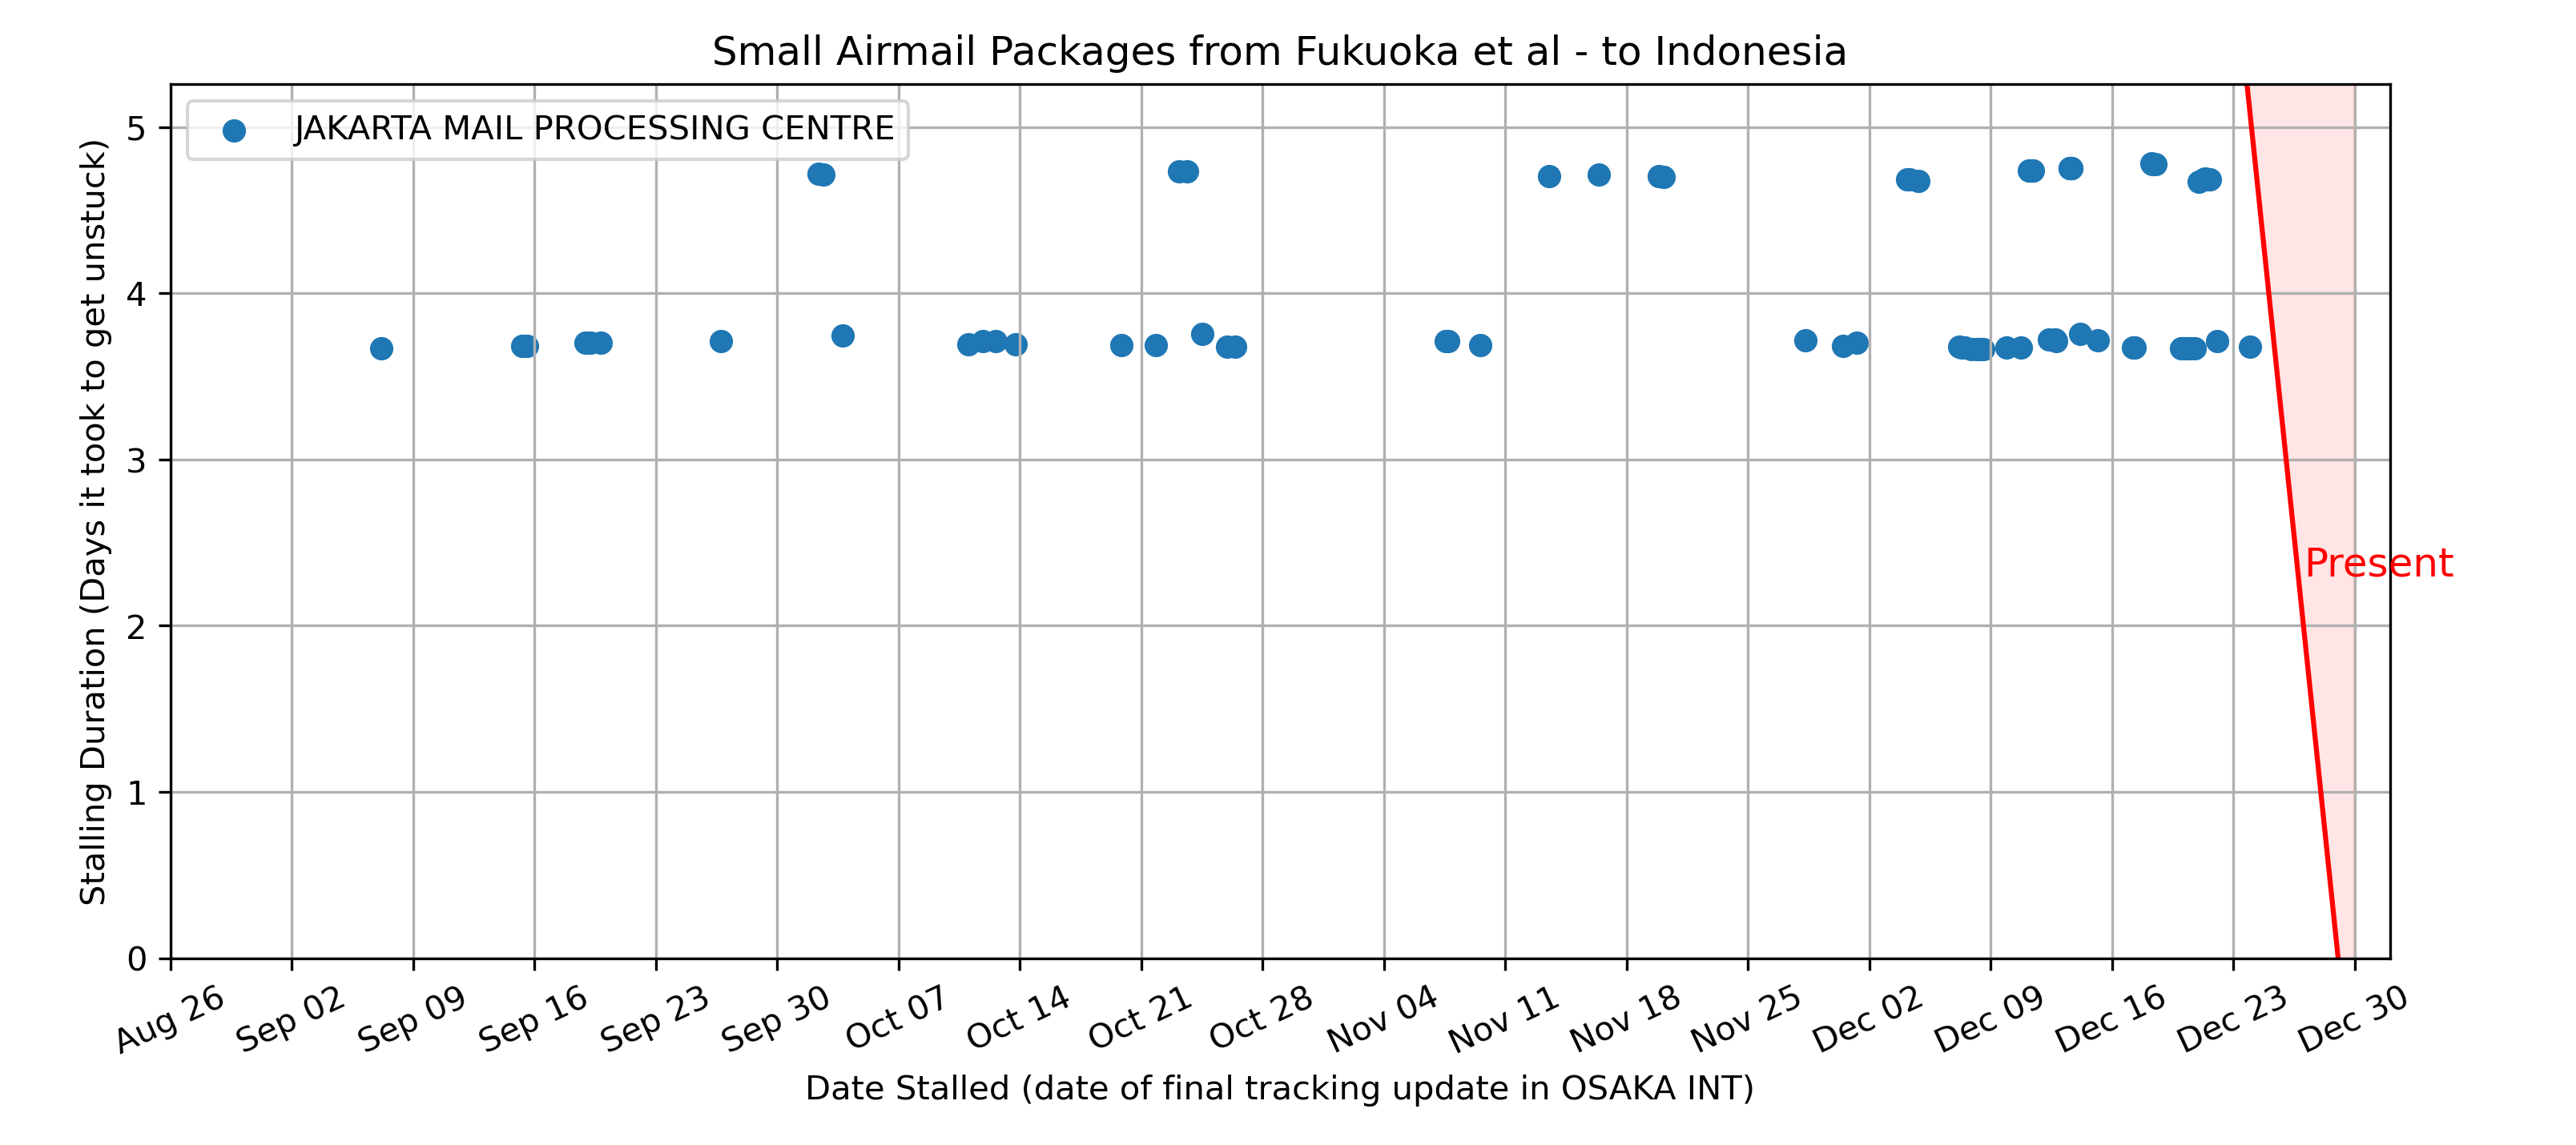 Small Airmail Packages from Fukuoka et al - to Indonesia
JAKARTA MAIL PROCESSING CENTRE
Stalling Duration (Days it took to get unstuck)
5
4
3
2
1
0
Present
Aug 26
Sep 02
Sep 09
Sep 16
Sep 23
Sep 30
Oct 07
Oct 14
Oct 21
Oct 28
Nov 04
Nov 11
Nov 18
Nov 25
Dec 02
Dec 09
Dec 16
Dec 23
Dec 30
Date Stalled (date of final tracking update in OSAKA INT)